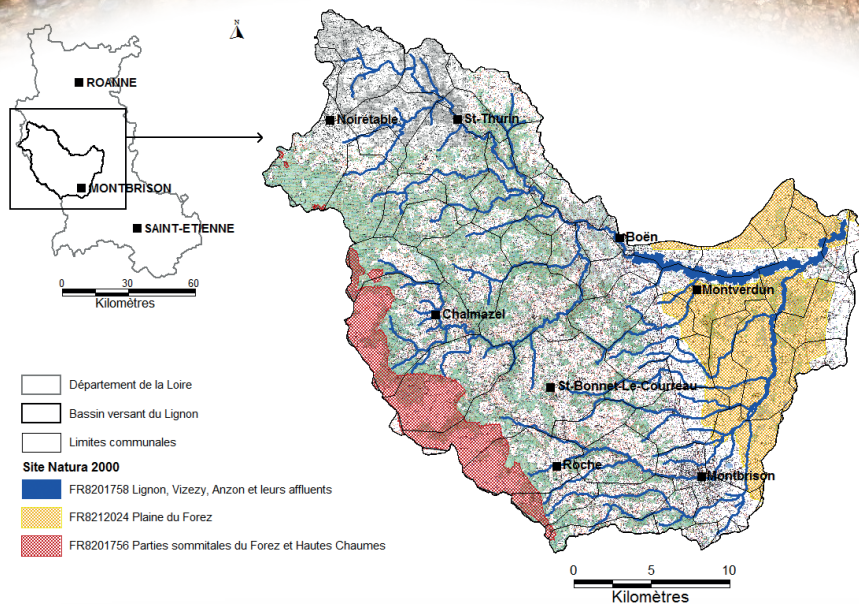 N
ROANNE
MONTBRISON
SAINT-ETIENNE
0 30 60
Kilomètres
Noirétable
St-Thurin
Boën
Montverdun
Chalmazel
St-Bonnet-Le-Courreau
Roche
Montbrison
Département de la Loire
Bassin versant du Lignon
Limites communales
Site Natura 2000
FR8201758 Lignon, Vizezy, Anzon et leurs affluents
FR8212024 Plaine du Forez
FR8201756 Parties sommitales du Forez et Hautes Chaumes
0 5 10
Kilomètres